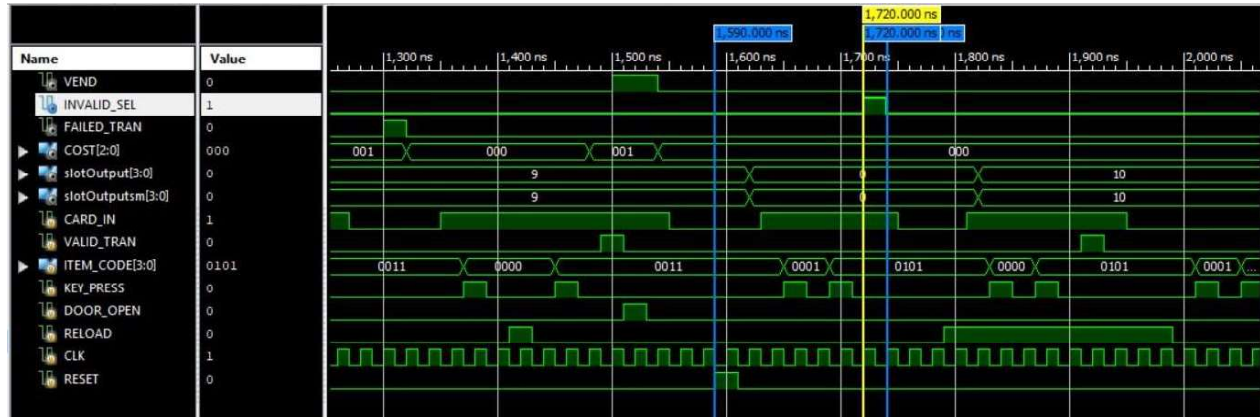 1,720.000 ns
1,590.000 ns 1,720.000 ns ns
Name Value 1,300 ns 1,400 ns 1,500 ns 1,600 ns 1,700 ns 1,800 ns 1,900 ns 2,000 ns
VEND 0
INVALID_SEL 1
FAILED_TRAN 0
COST[2:0] 000 001 000 001 000
slotOutput[3:0] 0 9 0 10
slotOutputsm[3:0] 0 9 0 10
CARD_IN 1
VALID_TRAN 0
ITEM_CODE[3:0] 0101 0011 0000 0011 0001 0101 0000 0101 0001 ...
KEY_PRESS 0
DOOR_OPEN 0
RELOAD 0
CLK 1
RESET 0